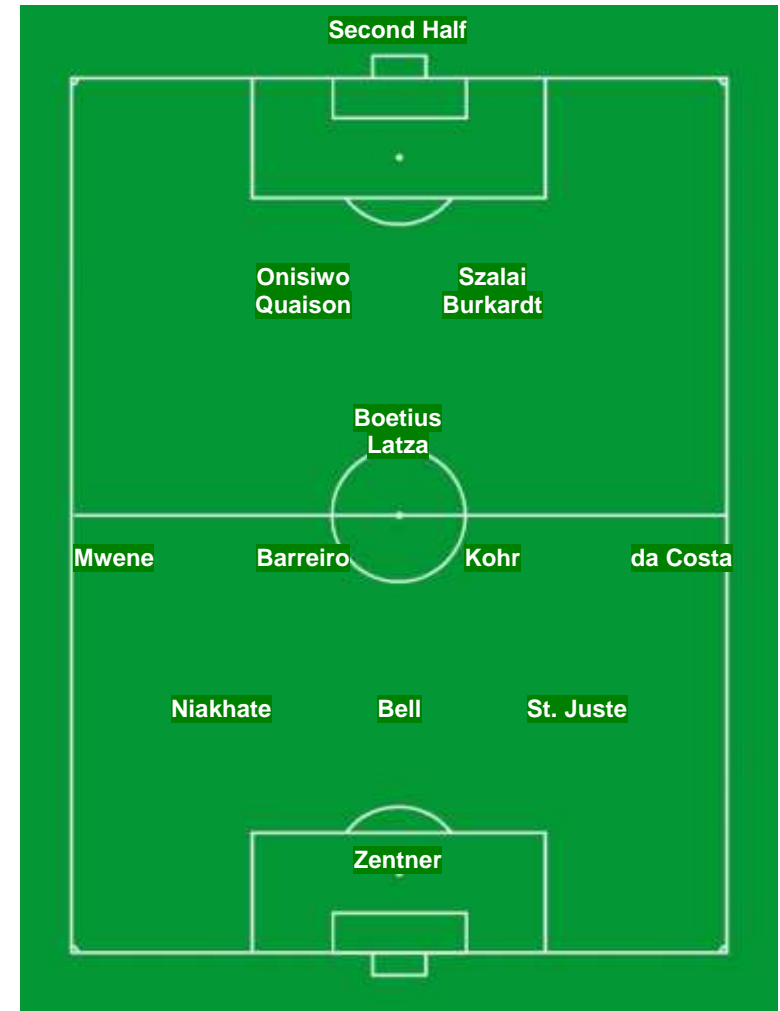 Second Half
Onisiwo
Quaison
Szalai
Burkardt
Boetius
Latza
Mwene
Barreiro
Kohr
da Costa
Niakhate
Bell
St. Juste
Zentner